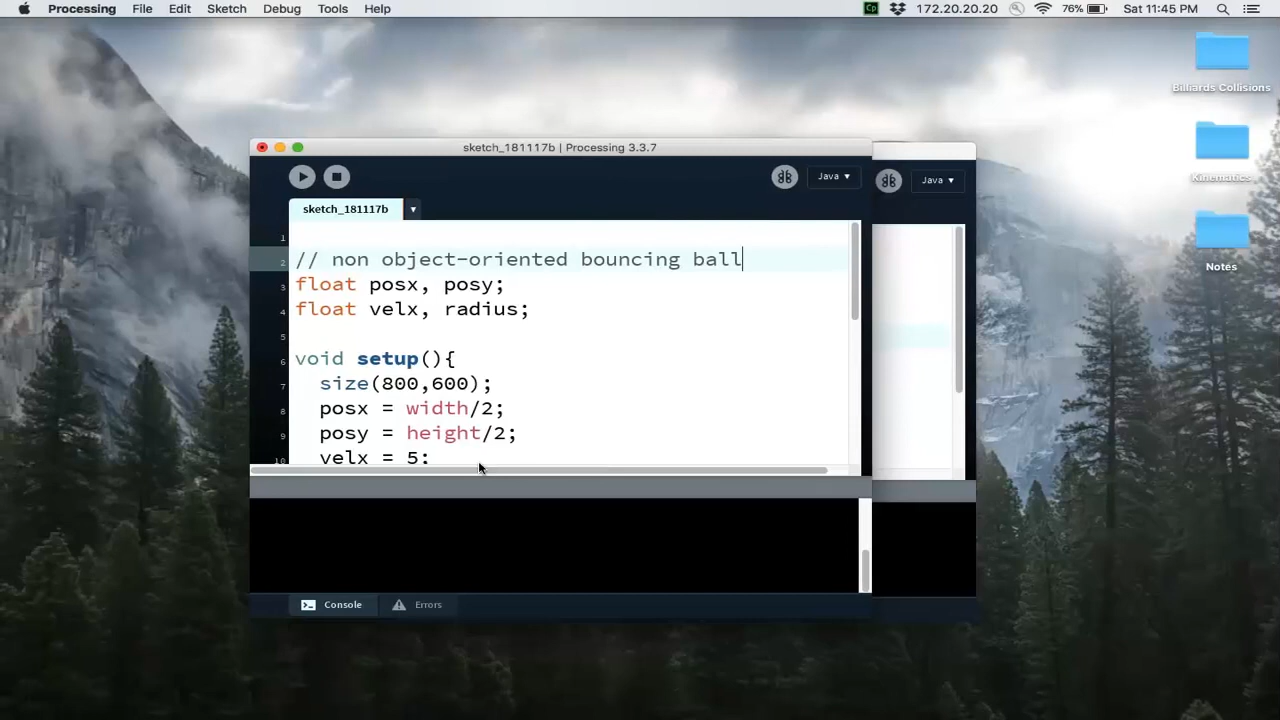 Processing File Edit Sketch Debug Tools Help
Cp 172.20.20.20 76% Sat 11:45 PM
Billiards Collisions
Kinematics
Notes
sketch_181117b | Processing 3.3.7
Java ▾
Java ▾
sketch_181117b
1
2 // non object-oriented bouncing ball
3 float posx, posy;
4 float velx, radius;
5
6 void setup(){
7 size(800,600);
8 posx = width/2;
9 posy = height/2;
10 velx = 5;
Console Errors